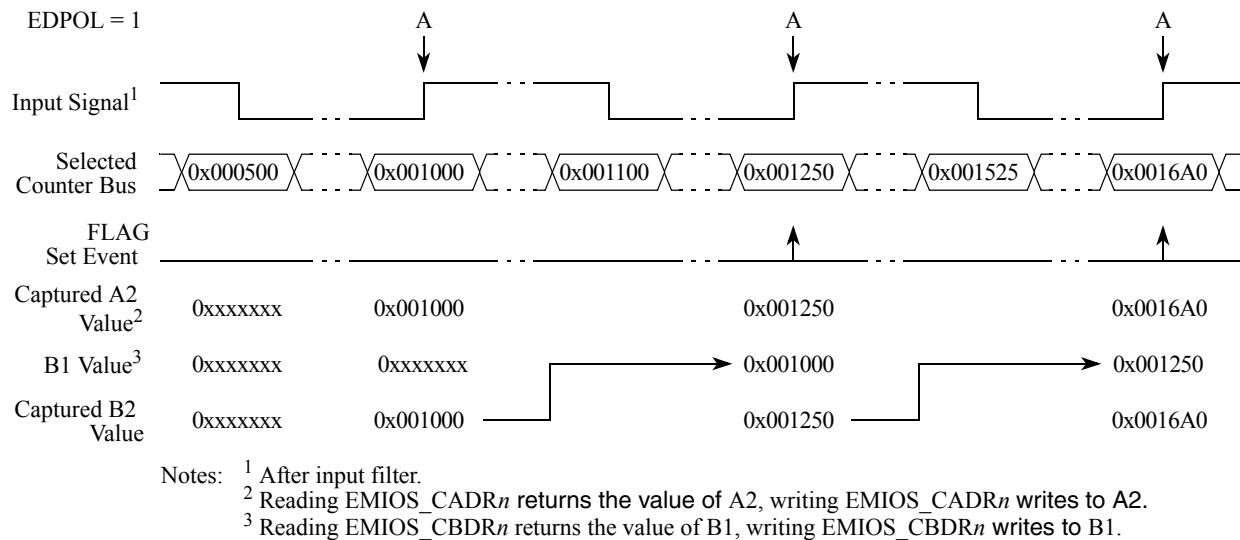 EDPOL = 1 A A A
Input Signal1
Selected
Counter Bus 0x000500 0x001000 0x001100 0x001250 0x001525 0x0016A0
FLAG
Set Event
Captured A2
Value2 0xxxxxxx 0x001000 0x001250 0x0016A0
B1 Value3 0xxxxxxx 0xxxxxxx 0x001000 0x001250
Captured B2
Value 0xxxxxxx 0x001000 0x001250 0x0016A0
Notes: 1 After input filter.
2 Reading EMIOS_CADRn returns the value of A2, writing EMIOS_CADRn writes to A2.
3 Reading EMIOS_CBDRn returns the value of B1, writing EMIOS_CBDRn writes to B1.